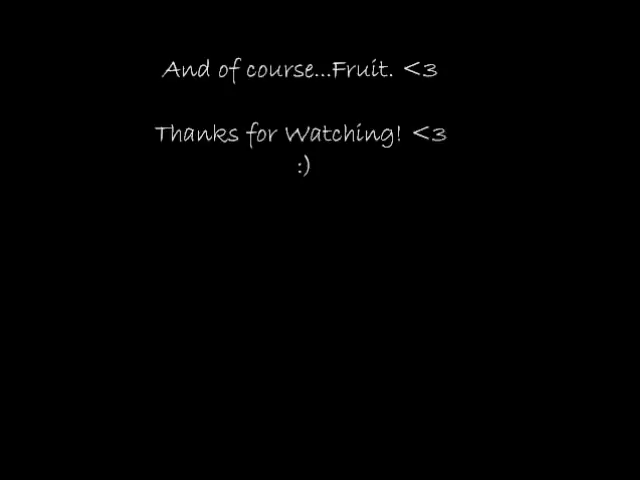 And of course...Fruit. <3
Thanks for Watching! <3
:)